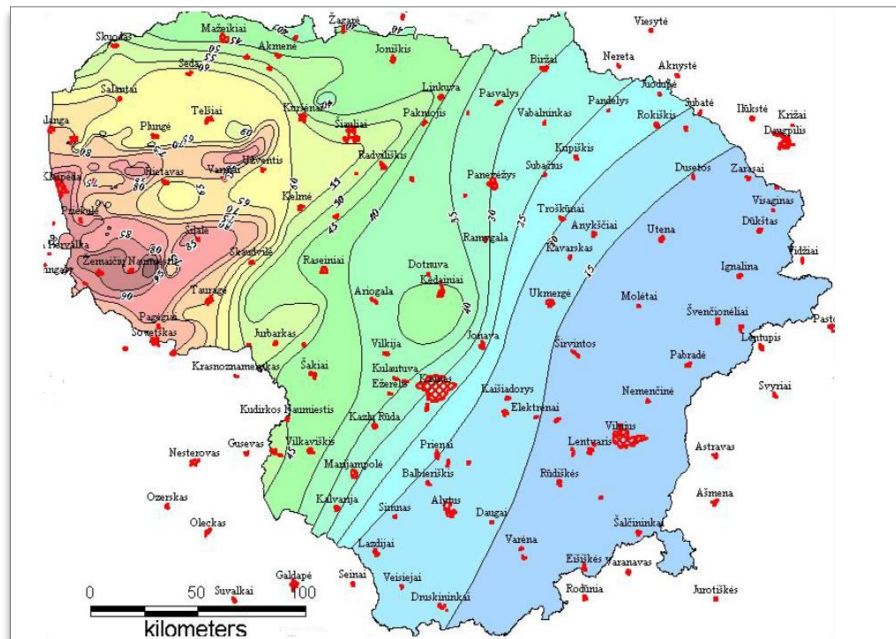 Žagarė
Viesytė
Skuodas
Mažeikiai
Akmenė
Joniškis
Biržai
Nereta
Aknystė
Seda
Salantai
Linkuva
Pasvalys
Juodupė
Pandėlys
Subatė
Ilūkstė
Križai
Daugpilis
Telšiai
Kuršėnai
Pakruojis
Vabalninkas
Rokiškis
Plungė
Šiauliai
Radviliškis
Kupiškis
Subačius
Rietavas
Varniai
Užventis
Panevėžys
Dusetos
Zarasai
Klaipėda
Priekulė
Kelmė
Troškūnai
Anykščiai
Visaginas
Dūkštas
Šilalė
Skaudvilė
Ramygala
Kavarskas
Utena
Vidžiai
Žemaičių Naumiestis
Raseiniai
Dotnuva
Kėdainiai
Ignalina
Tauragė
Ariogala
Ukmergė
Molėtai
Švenčionėliai
Pagėgiai
Sovetskas
Jurbarkas
Vilkija
Jonava
Širvintos
Lentupis
Krasnoznamenskas
Šakiai
Kulautuva
Kaunas
Pabradė
Ežerėlis
Kaišiadorys
Nemenčinė
Svyriai
Kudirkos Naumiestis
Kazlų Rūda
Elektrėnai
Vilnius
Nesterovas
Gusevas
Vilkaviškis
Prienai
Lentvaris
Astravas
Marijampolė
Balbieriškis
Rūdiškės
Ozerskas
Kalvarija
Simnas
Alytus
Daugai
Ašmena
Oleckas
Lazdijai
Varėna
Šalčininkai
Eišiškės
Varanavas
Suvalkai
Galdapė
Seinai
Veisiejai
Druskininkai
Rodūnia
Jurotiškės
0 50 100
kilometers